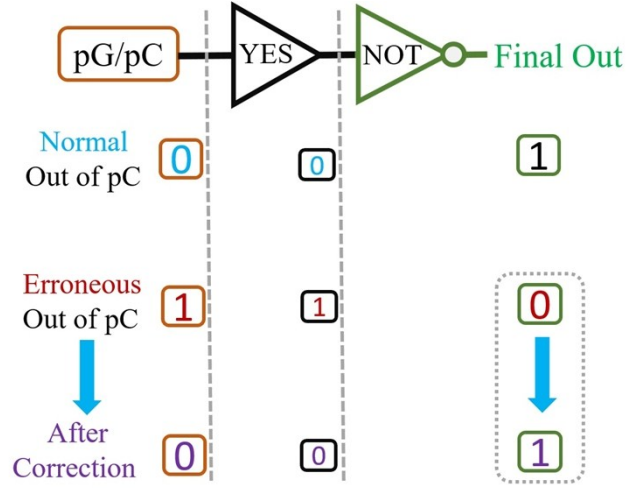 pG/pC YES NOT Final Out
Normal
Out of pC 0 0 1
Erroneous
Out of pC 1 1 0
After
Correction 0 0 1